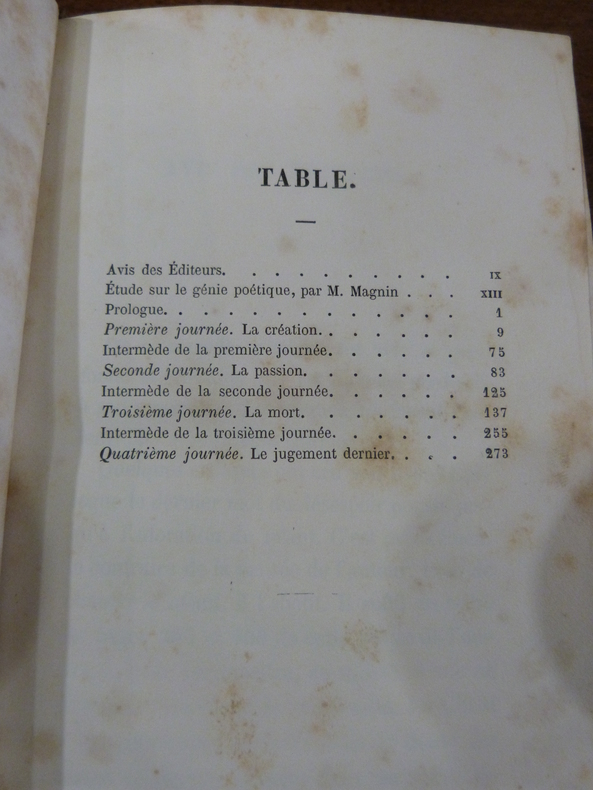 TABLE.
Avis des Éditeurs. . . . . . . . . . IX
Étude sur le génie poétique, par M. Magnin . . . XIII
Prologue. . . . . . . . . . . . . 1
Première journée. La création. . . . . . . 9
Intermède de la première journée. . . . . . 75
Seconde journée. La passion. . . . . . . 83
Intermède de la seconde journée. . . . . . 125
Troisième journée. La mort. . . . . . . 137
Intermède de la troisième journée. . . . . . 255
Quatrième journée. Le jugement dernier. . . . 273